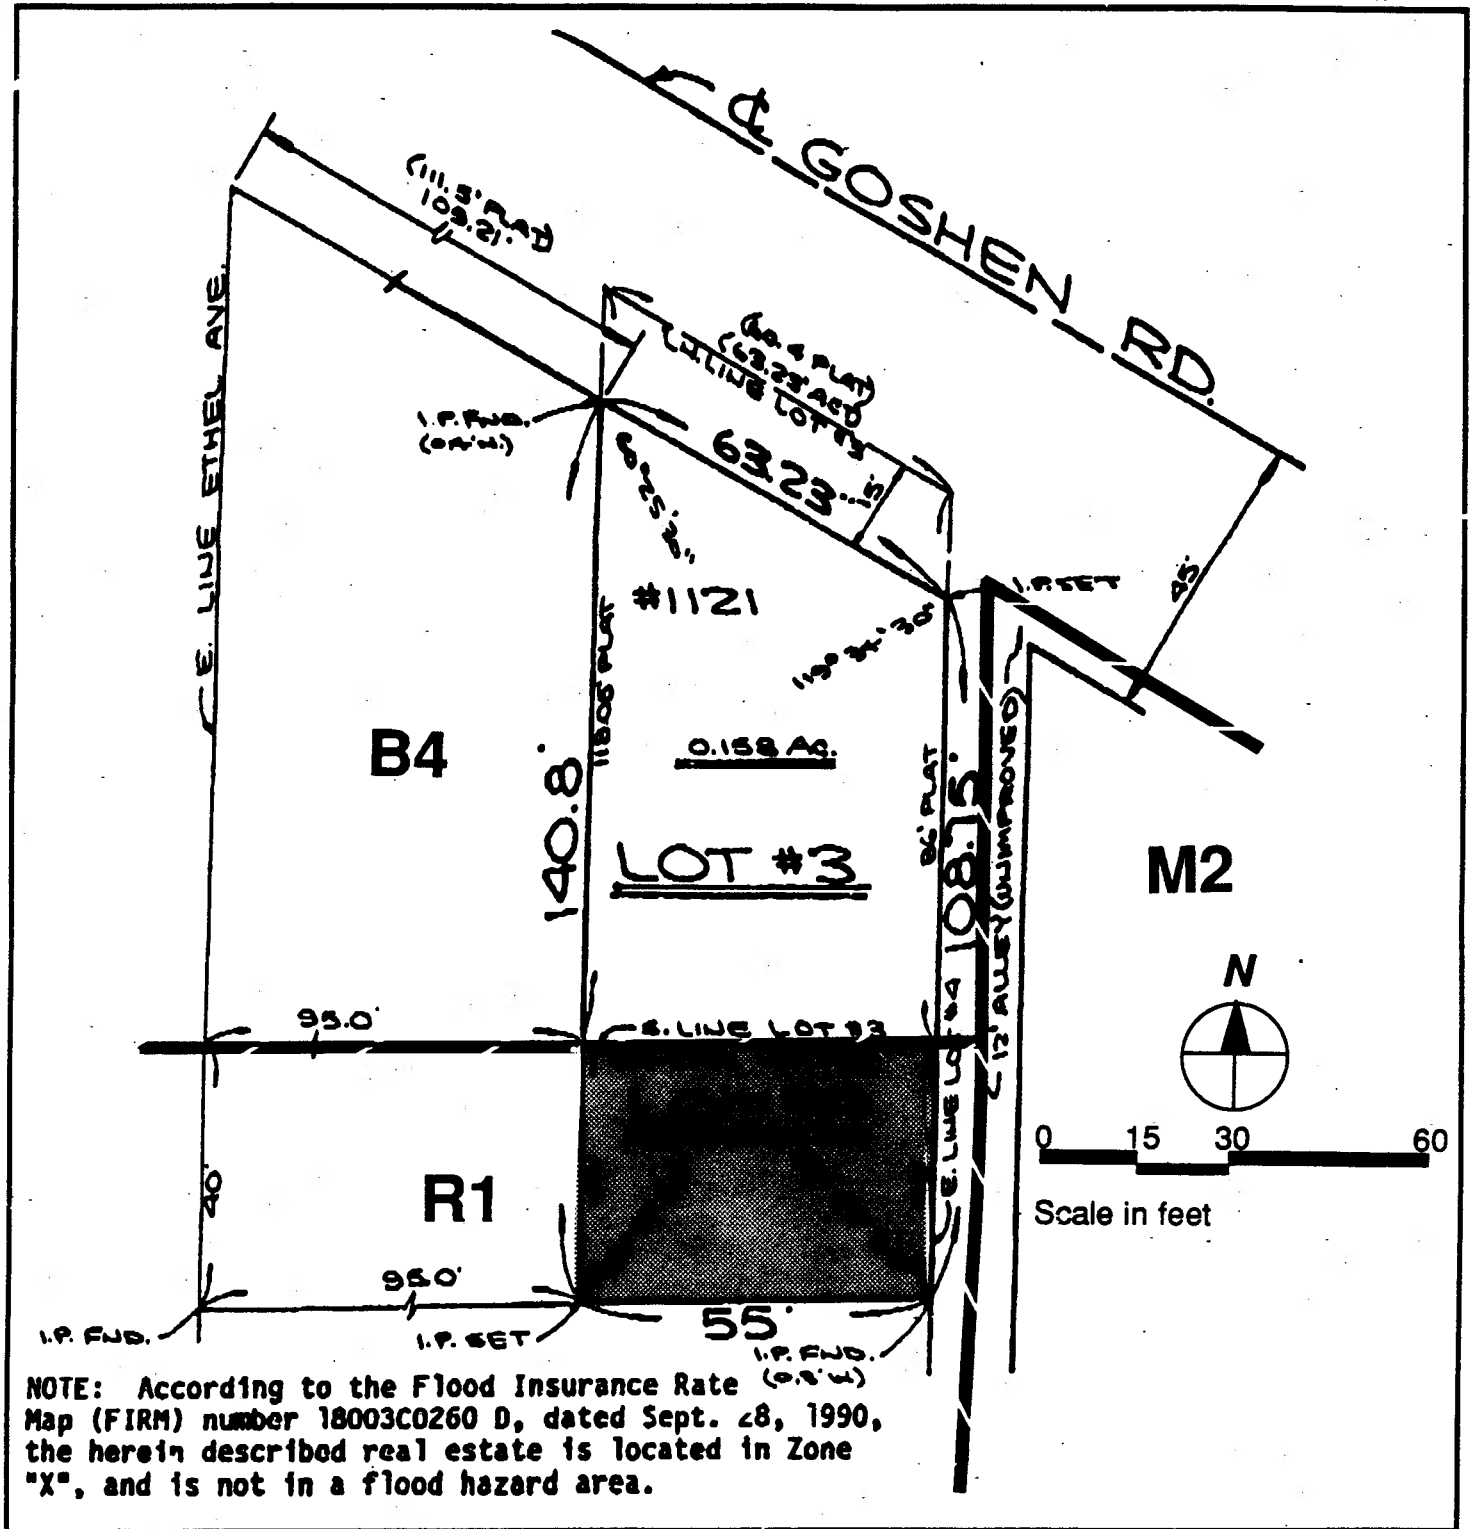 ℄ GOSHEN RD.
(111.5' PLAT)
109.21'
(60.4 PLAT)
(63.23' ACT)
N. LINE LOT #3
I.P. FND.
63.23'
15'
45'
#1121
I.P. SET
E. LINE ETHEL AVE.
118.05 PLAT
140.8'
B4
0.158 AC.
LOT #3
86' PLAT
108.75'
12' ALLEY (UNIMPROVED)
M2
N
95.0'
S. LINE LOT #3
E. LINE LOT #4
0 15 30 60
Scale in feet
40'
R1
95.0'
55'
I.P. FND.
I.P. SET
I.P. FND.
NOTE: According to the Flood Insurance Rate
Map (FIRM) number 18003C0260 D, dated Sept. 28, 1990,
the herein described real estate is located in Zone
"X", and is not in a flood hazard area.